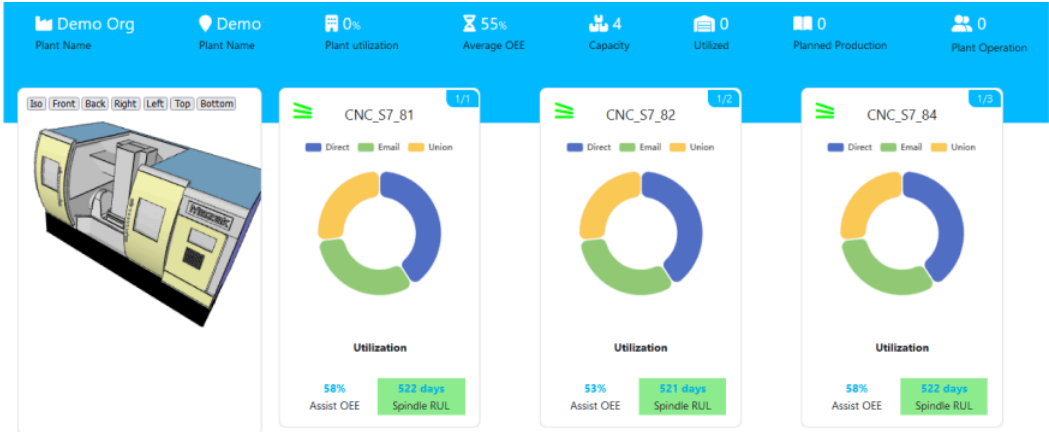 Demo Org
Plant Name
Demo
Plant Name
0%
Plant utilization
55%
Average OEE
4
Capacity
0
Utilized
0
Planned Production
0
Plant Operation
Iso Front Back Right Left Top Bottom
Mazak
1/1
CNC_S7_81
Direct Email Union
Utilization
58%
Assist OEE
522 days
Spindle RUL
1/2
CNC_S7_82
Direct Email Union
Utilization
53%
Assist OEE
521 days
Spindle RUL
1/3
CNC_S7_84
Direct Email Union
Utilization
58%
Assist OEE
522 days
Spindle RUL